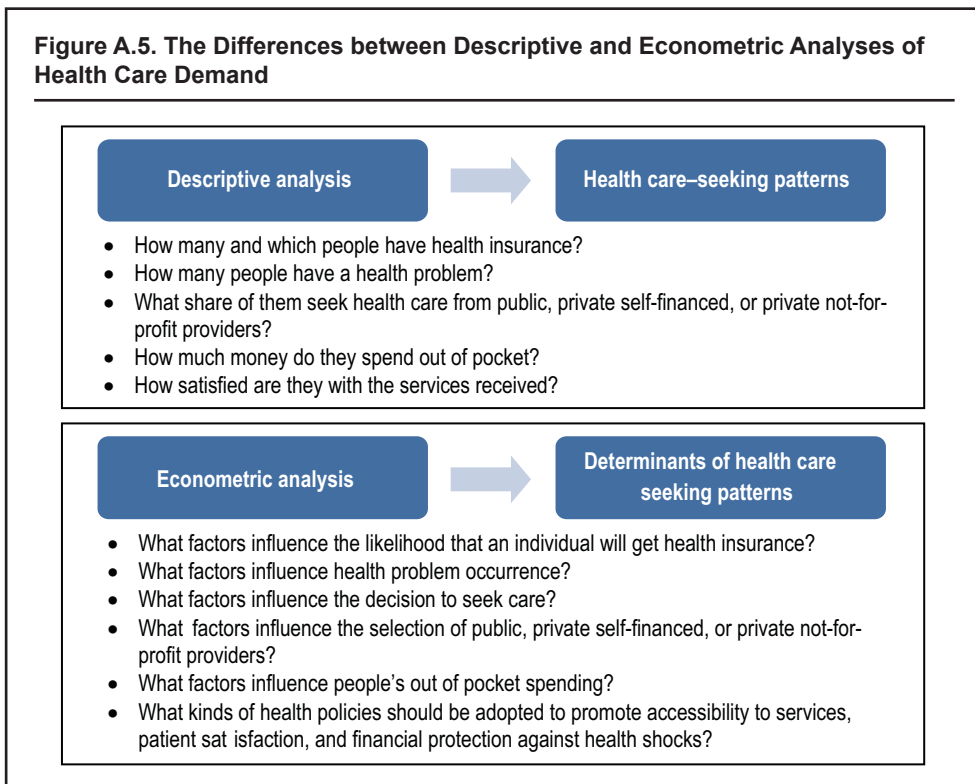 Figure A.5. The Differences between Descriptive and Econometric Analyses of
Health Care Demand
Descriptive analysis
Health care–seeking patterns
• How many and which people have health insurance?
• How many people have a health problem?
• What share of them seek health care from public, private self-financed, or private not-for-
profit providers?
• How much money do they spend out of pocket?
• How satisfied are they with the services received?
Econometric analysis
Determinants of health care
seeking patterns
• What factors influence the likelihood that an individual will get health insurance?
• What factors influence health problem occurrence?
• What factors influence the decision to seek care?
• What factors influence the selection of public, private self-financed, or private not-for-
profit providers?
• What factors influence people’s out of pocket spending?
• What kinds of health policies should be adopted to promote accessibility to services,
patient sat isfaction, and financial protection against health shocks?